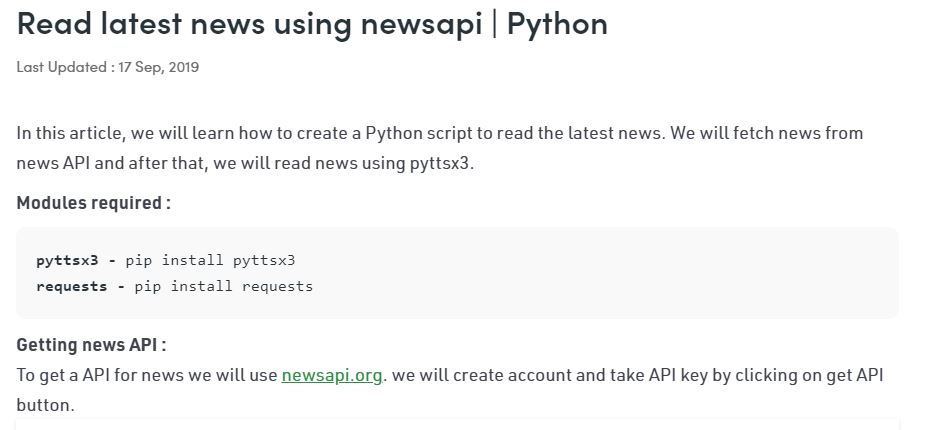 Read latest news using newsapi | Python
Last Updated : 17 Sep, 2019
In this article, we will learn how to create a Python script to read the latest news. We will fetch news from
news API and after that, we will read news using pyttsx3.
Modules required :
pyttsx3 - pip install pyttsx3
requests - pip install requests
Getting news API :
To get a API for news we will use newsapi.org. we will create account and take API key by clicking on get API
button.